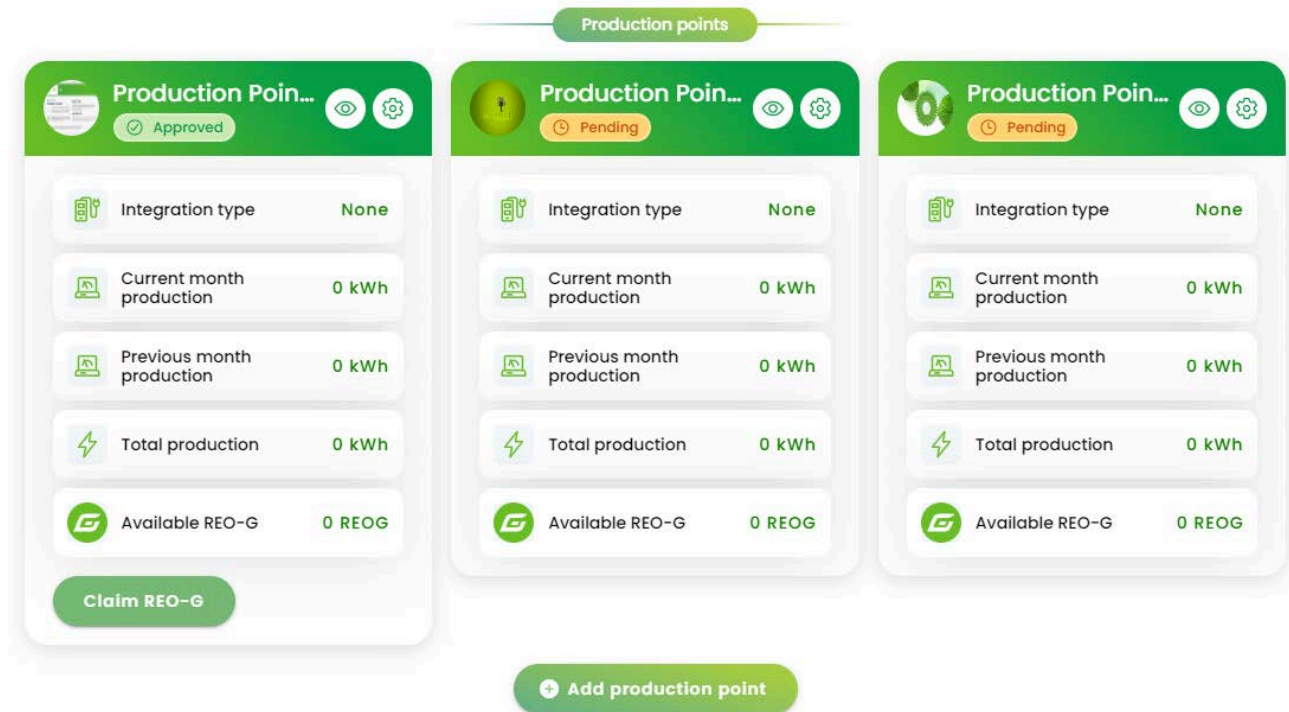 Production points
Production Poin...
Approved
Integration type None
Current month
production 0 kWh
Previous month
production 0 kWh
Total production 0 kWh
Available REO-G 0 REOG
Claim REO-G
Production Poin...
Pending
Integration type None
Current month
production 0 kWh
Previous month
production 0 kWh
Total production 0 kWh
Available REO-G 0 REOG
Production Poin...
Pending
Integration type None
Current month
production 0 kWh
Previous month
production 0 kWh
Total production 0 kWh
Available REO-G 0 REOG
Add production point